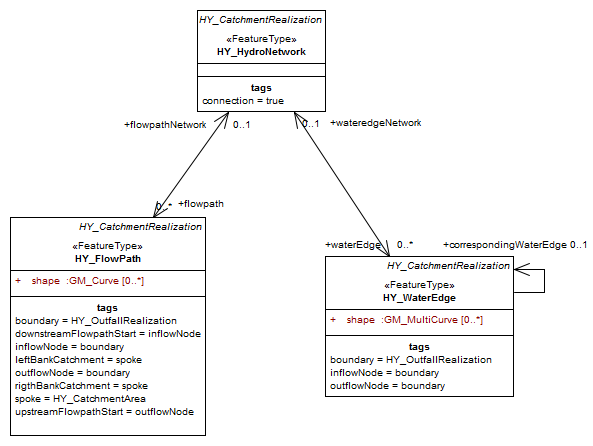 HY_CatchmentRealization
«FeatureType»
HY_HydroNetwork
tags
connection = true
+flowpathNetwork
0..1
0..1
+wateredgeNetwork
0..*
+flowpath
+waterEdge
0..*
+correspondingWaterEdge 0..1
HY_CatchmentRealization
«FeatureType»
HY_FlowPath
+ shape :GM_Curve [0..*]
tags
boundary = HY_OutfallRealization
downstreamFlowpathStart = inflowNode
inflowNode = boundary
leftBankCatchment = spoke
outflowNode = boundary
rigthBankCatchment = spoke
spoke = HY_CatchmentArea
upstreamFlowpathStart = outflowNode
HY_CatchmentRealization
«FeatureType»
HY_WaterEdge
+ shape :GM_MultiCurve [0..*]
tags
boundary = HY_OutfallRealization
inflowNode = boundary
outflowNode = boundary